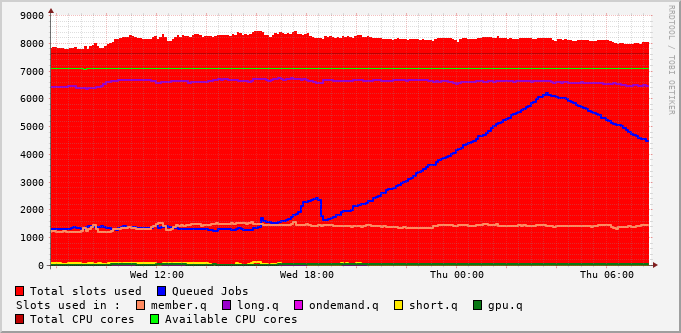 9000
8000
7000
6000
5000
4000
3000
2000
1000
0
Wed 12:00 Wed 18:00 Thu 00:00 Thu 06:00
Total slots used Queued Jobs
Slots used in : member.q long.q ondemand.q short.q gpu.q
Total CPU cores Available CPU cores
RRDTOOL / TOBI OETIKER